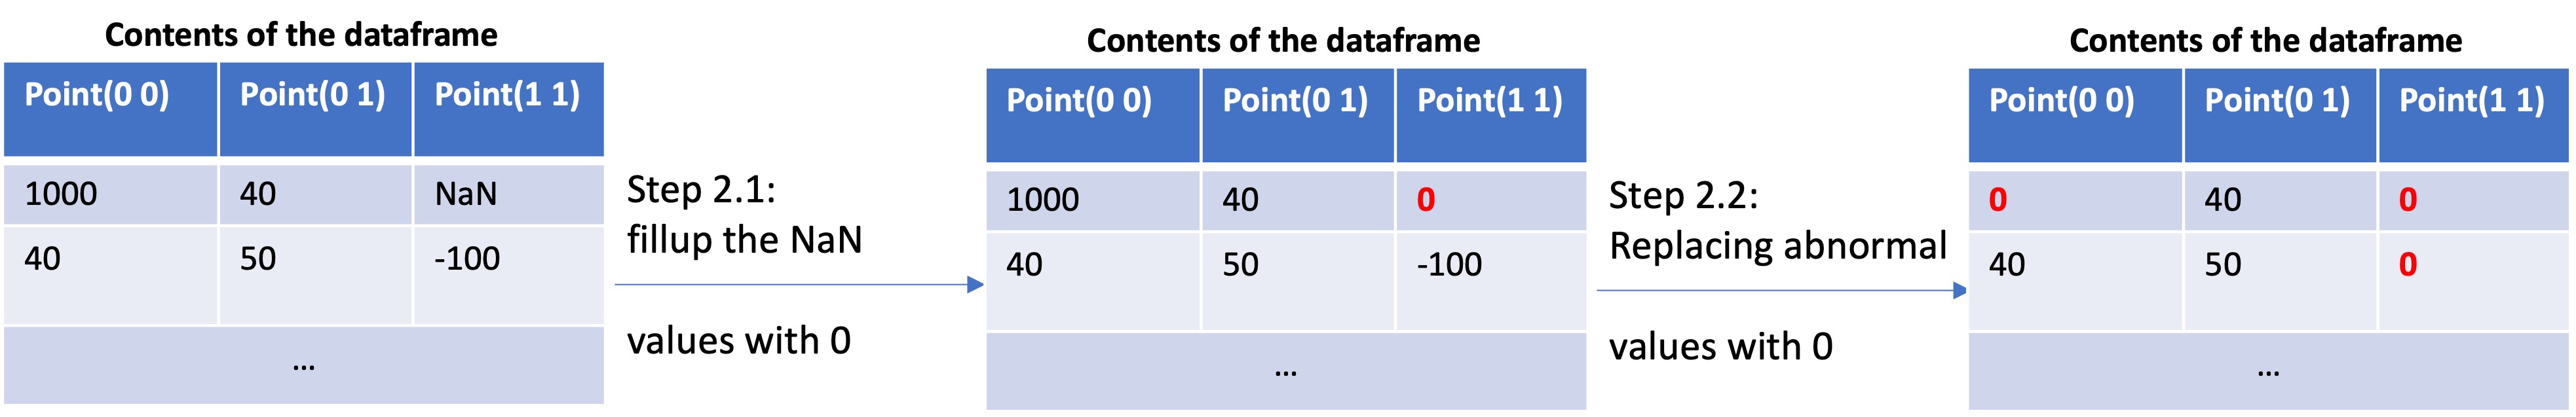 Contents of the dataframe
Point(0 0) Point(0 1) Point(1 1)
1000 40 NaN
40 50 -100
...
Step 2.1:
fillup the NaN
values with 0
Contents of the dataframe
Point(0 0) Point(0 1) Point(1 1)
1000 40 0
40 50 -100
...
Step 2.2:
Replacing abnormal
values with 0
Contents of the dataframe
Point(0 0) Point(0 1) Point(1 1)
0 40 0
40 50 0
...